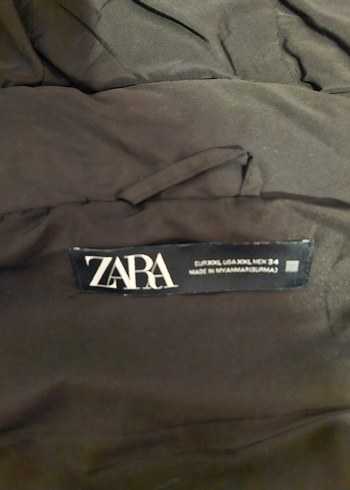 ZARA
EUR XXL USA XXL MEX 34
MADE IN MYANMAR(BURMA)